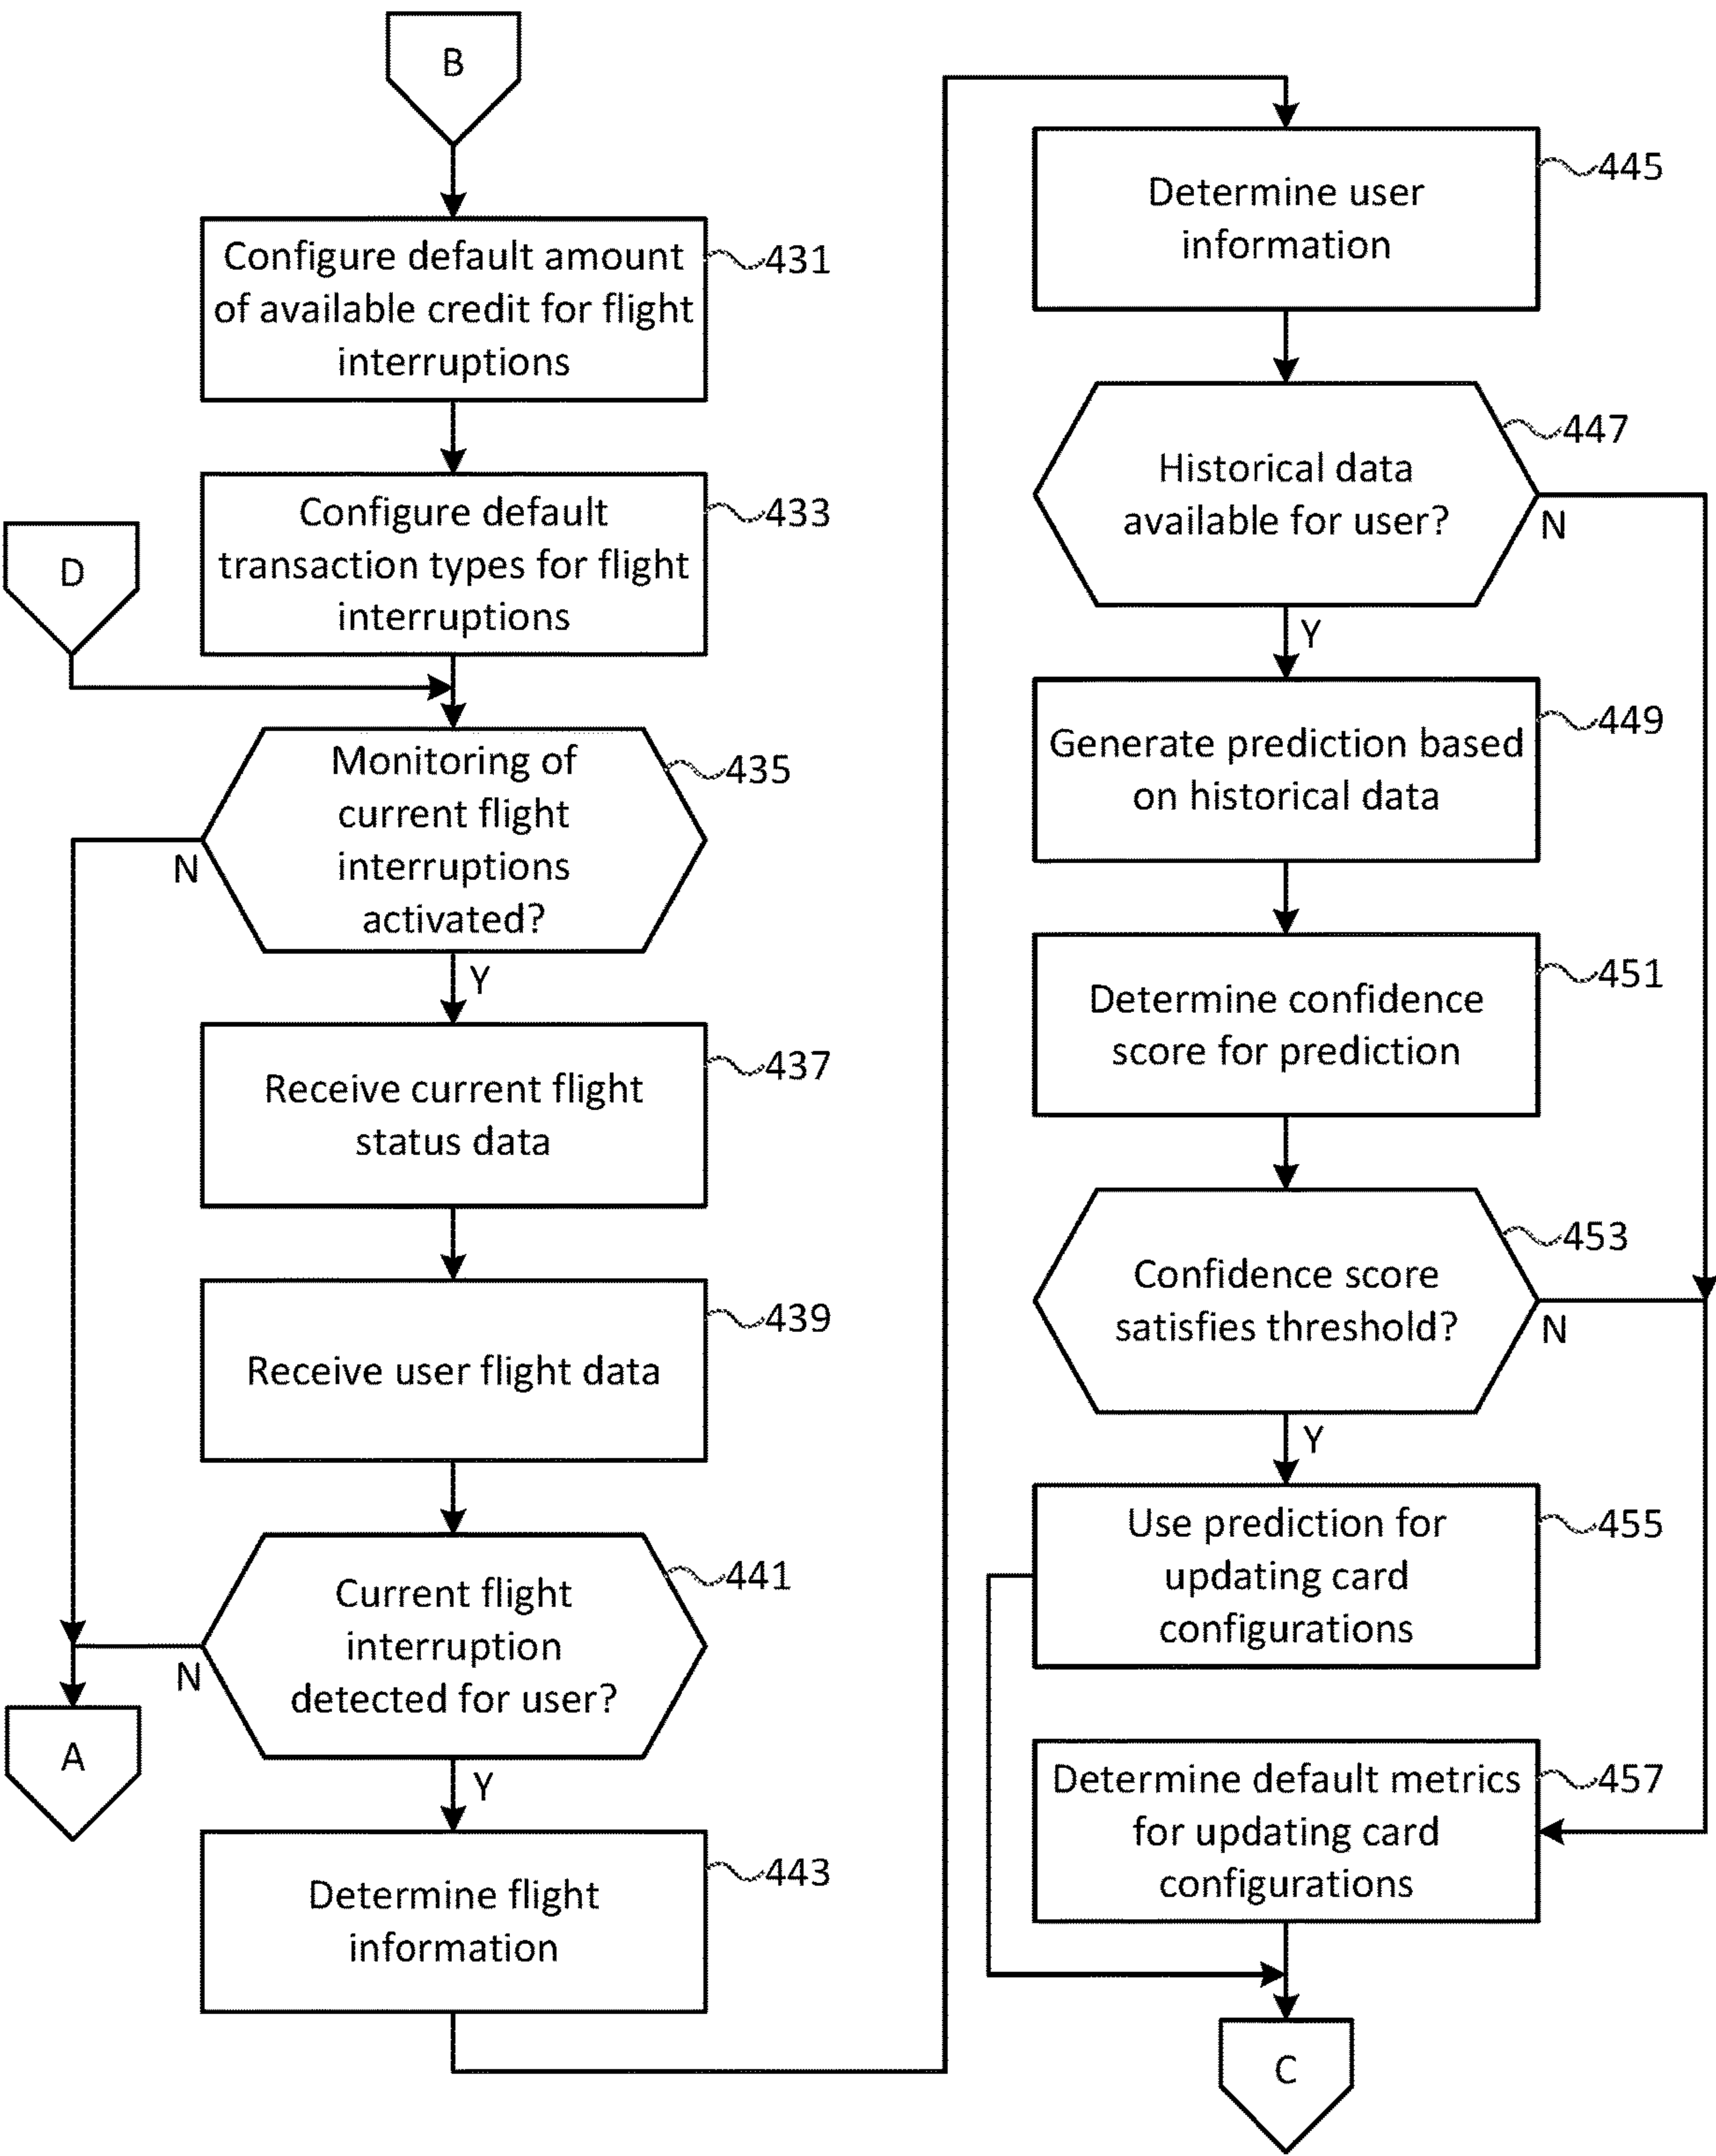 B
Configure default amount
of available credit for flight
interruptions
431
Configure default
transaction types for flight
interruptions
433
D
Monitoring of
current flight
interruptions
activated?
435
N
Y
Receive current flight
status data
437
Receive user flight data
439
Current flight
interruption
detected for user?
441
N
Y
A
Determine flight
information
443
Determine user
information
445
Historical data
available for user?
447
N
Y
Generate prediction based
on historical data
449
Determine confidence
score for prediction
451
Confidence score
satisfies threshold?
453
N
Y
Use prediction for
updating card
configurations
455
Determine default metrics
for updating card
configurations
457
C